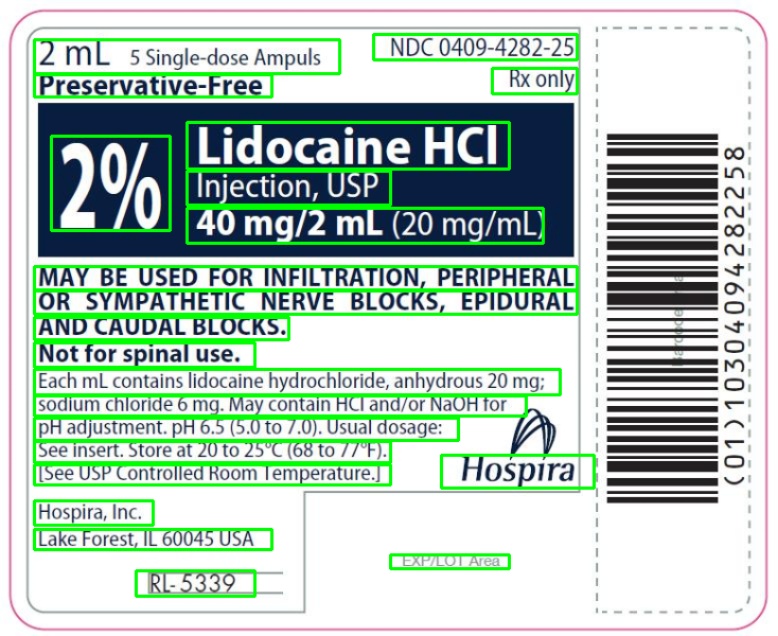 2 mL 5 Single-dose Ampuls
NDC 0409-4282-25
Preservative-Free
Rx only
2%
Lidocaine HCl
Injection, USP
40 mg/2 mL (20 mg/mL)
MAY BE USED FOR INFILTRATION, PERIPHERAL
OR SYMPATHETIC NERVE BLOCKS, EPIDURAL
AND CAUDAL BLOCKS.
Not for spinal use.
Each mL contains lidocaine hydrochloride, anhydrous 20 mg;
sodium chloride 6 mg. May contain HCl and/or NaOH for
pH adjustment. pH 6.5 (5.0 to 7.0). Usual dosage:
See insert. Store at 20 to 25°C (68 to 77°F).
[See USP Controlled Room Temperature.]
Hospira
Hospira, Inc.
Lake Forest, IL 60045 USA
EXP/LOT Area
RL-5339
(01)10304094282258